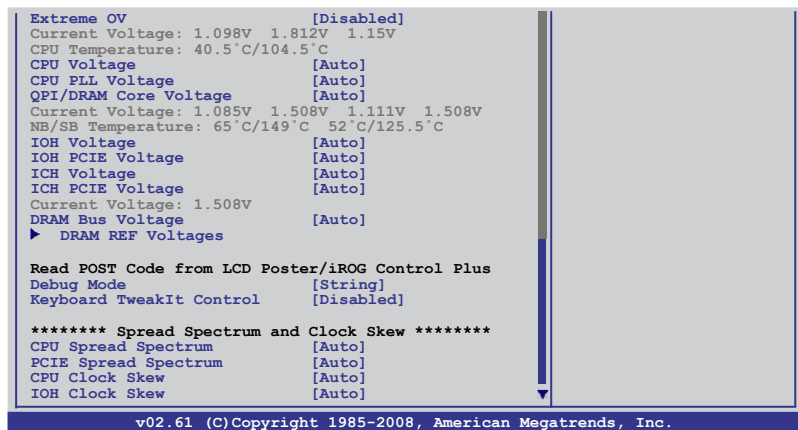 Extreme OV [Disabled]
Current Voltage: 1.098V 1.812V 1.15V
CPU Temperature: 40.5˚C/104.5˚C
CPU Voltage [Auto]
CPU PLL Voltage [Auto]
QPI/DRAM Core Voltage [Auto]
Current Voltage: 1.085V 1.508V 1.111V 1.508V
NB/SB Temperature: 65˚C/149˚C 52˚C/125.5˚C
IOH Voltage [Auto]
IOH PCIE Voltage [Auto]
ICH Voltage [Auto]
ICH PCIE Voltage [Auto]
Current Voltage: 1.508V
DRAM Bus Voltage [Auto]
DRAM REF Voltages
Read POST Code from LCD Poster/iROG Control Plus
Debug Mode [String]
Keyboard TweakIt Control [Disabled]
******** Spread Spectrum and Clock Skew ********
CPU Spread Spectrum [Auto]
PCIE Spread Spectrum [Auto]
CPU Clock Skew [Auto]
IOH Clock Skew [Auto]
v02.61 (C)Copyright 1985-2008, American Megatrends, Inc.